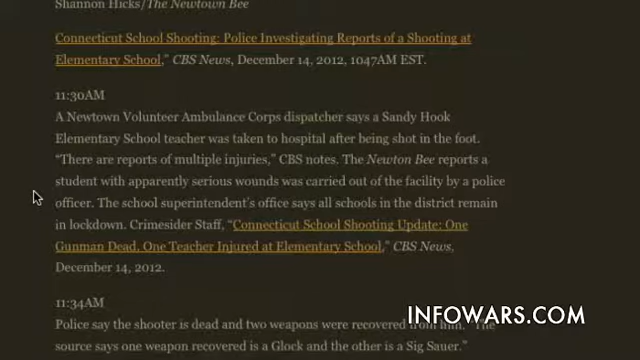 Shannon Hicks/The Newtown Bee
Connecticut School Shooting: Police Investigating Reports of a Shooting at
Elementary School," CBS News, December 14, 2012, 1047AM EST.
11:30AM
A Newtown Volunteer Ambulance Corps dispatcher says a Sandy Hook
Elementary School teacher was taken to hospital after being shot in the foot.
"There are reports of multiple injuries," CBS notes. The Newton Bee reports a
student with apparently serious wounds was carried out of the facility by a police
officer. The school superintendent's office says all schools in the district remain
in lockdown. Crimesider Staff, "Connecticut School Shooting Update: One
Gunman Dead, One Teacher Injured at Elementary School," CBS News,
December 14, 2012.
11:34AM
Police say the shooter is dead and two weapons were recovered from him. "The
source says one weapon recovered is a Glock and the other is a Sig Sauer."
INFOWARS.COM